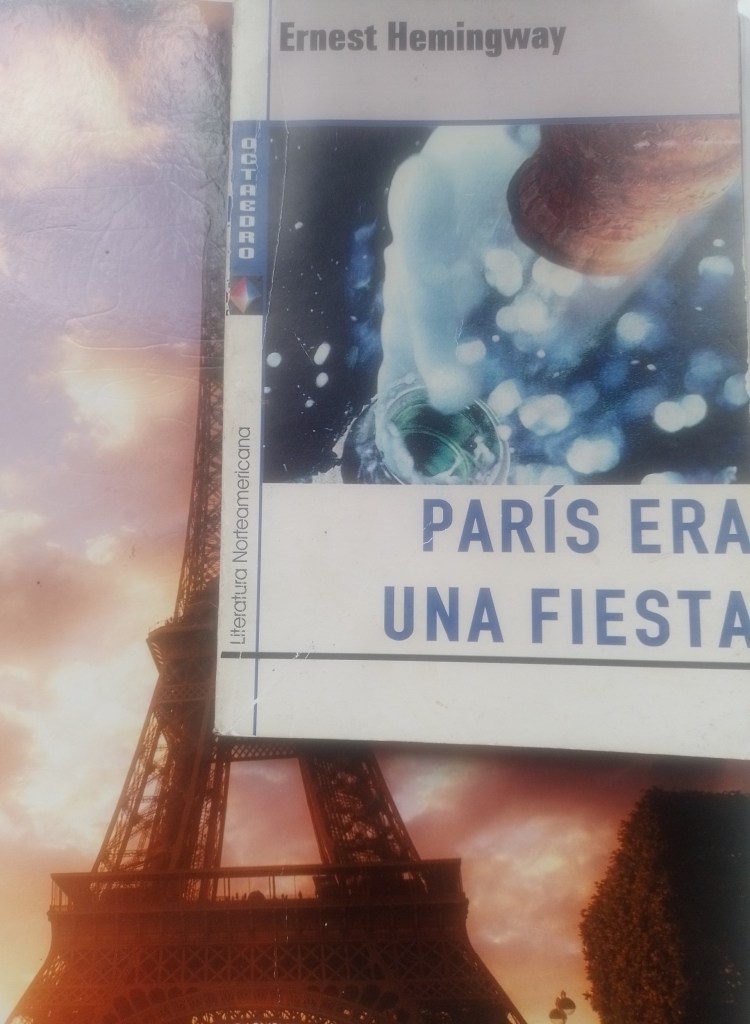 Ernest Hemingway
OCTAEDRO
Literatura Norteamericana
PARÍS ERA
UNA FIESTA